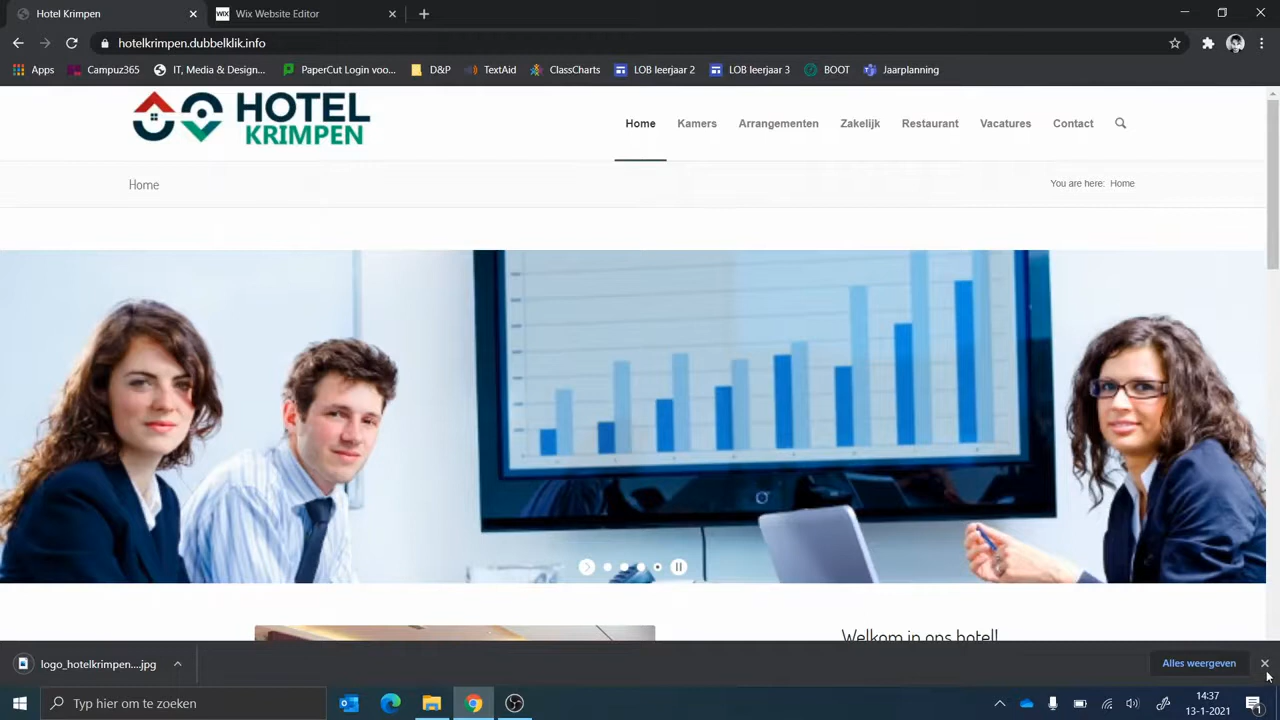 Hotel Krimpen
WIX Wix Website Editor
hotelkrimpen.dubbelklik.info
Apps Campuz365 IT, Media & Design... PaperCut Login voo... D&P TextAid ClassCharts LOB leerjaar 2 LOB leerjaar 3 BOOT Jaarplanning
HOTEL
KRIMPEN
Home Kamers Arrangementen Zakelijk Restaurant Vacatures Contact
Home
You are here: Home
Welkom in ons hotel!
logo_hotelkrimpen....jpg
Alles weergeven
Typ hier om te zoeken
14:37
13-1-2021
1